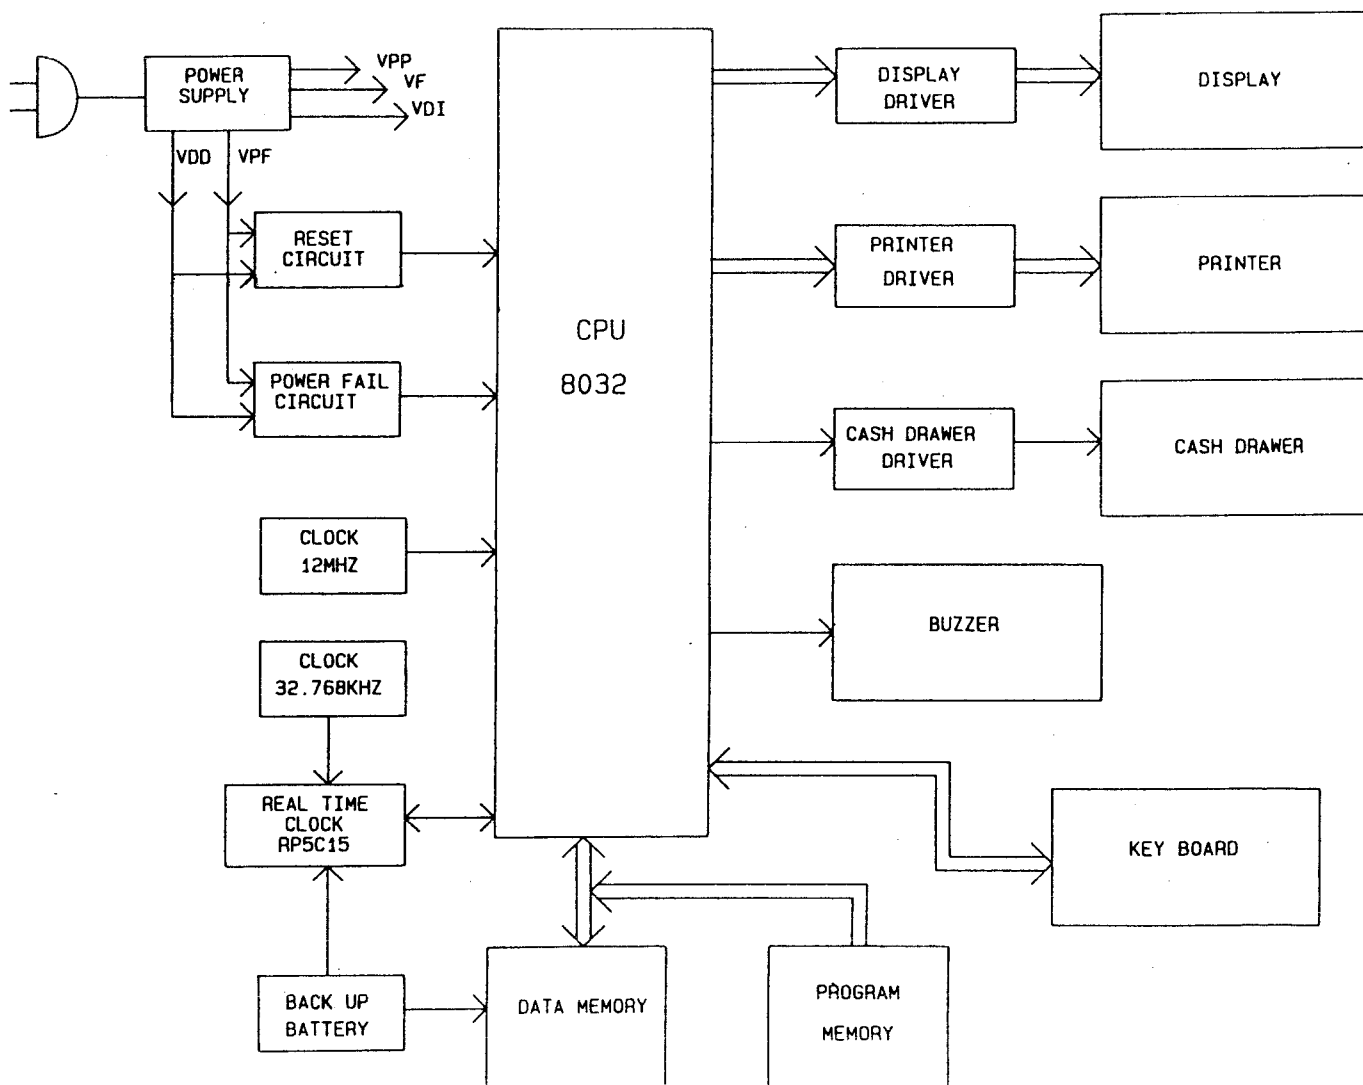 POWER
SUPPLY
VPP
VF
VDI
VDD
VPF
RESET
CIRCUIT
POWER FAIL
CIRCUIT
CLOCK
12MHZ
CLOCK
32.768KHZ
REAL TIME
CLOCK
RP5C15
BACK UP
BATTERY
CPU
8032
DATA MEMORY
PROGRAM
MEMORY
DISPLAY
DRIVER
DISPLAY
PRINTER
DRIVER
PRINTER
CASH DRAWER
DRIVER
CASH DRAWER
BUZZER
KEY BOARD